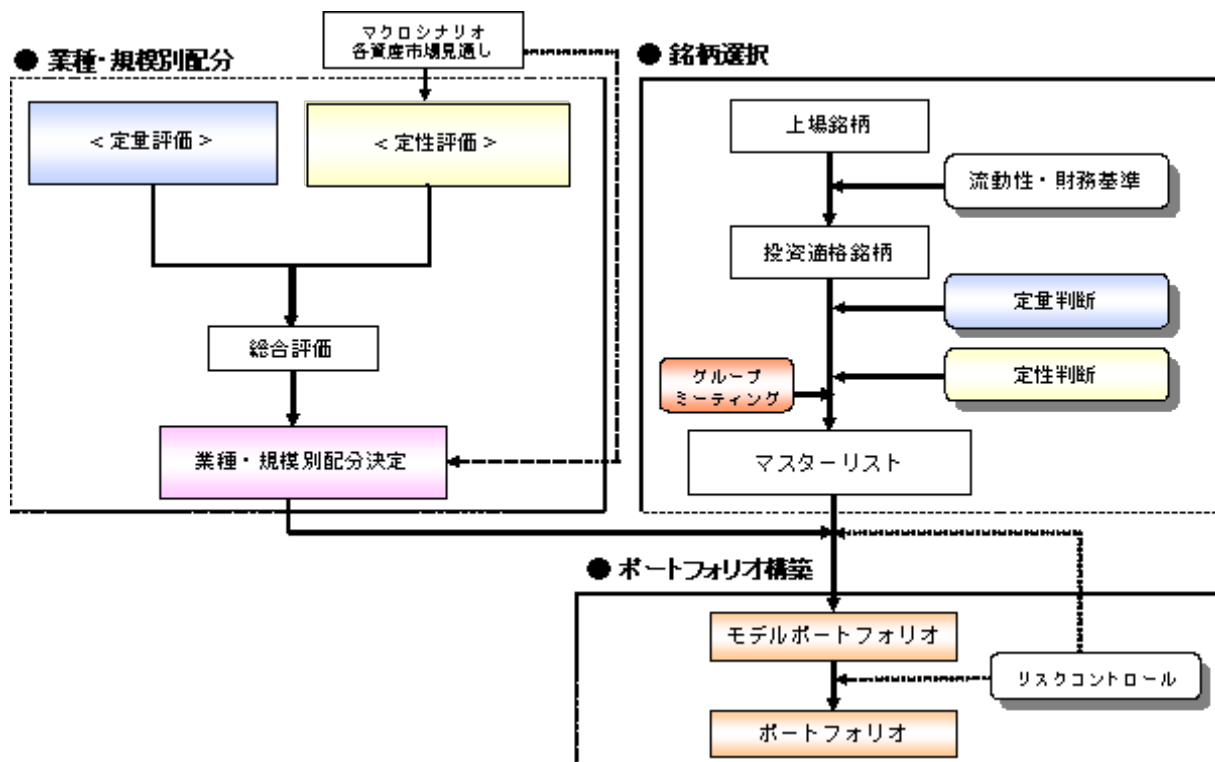 マクロシナリオ
各資産市場見通し
● 業種・規模別配分
＜定量評価＞
＜定性評価＞
総合評価
業種・規模別配分決定
● 銘柄選択
上場銘柄
流動性・財務基準
投資適格銘柄
定量判断
定性判断
グループ
ミーティング
マスターリスト
● ポートフォリオ構築
モデルポートフォリオ
リスクコントロール
ポートフォリオ